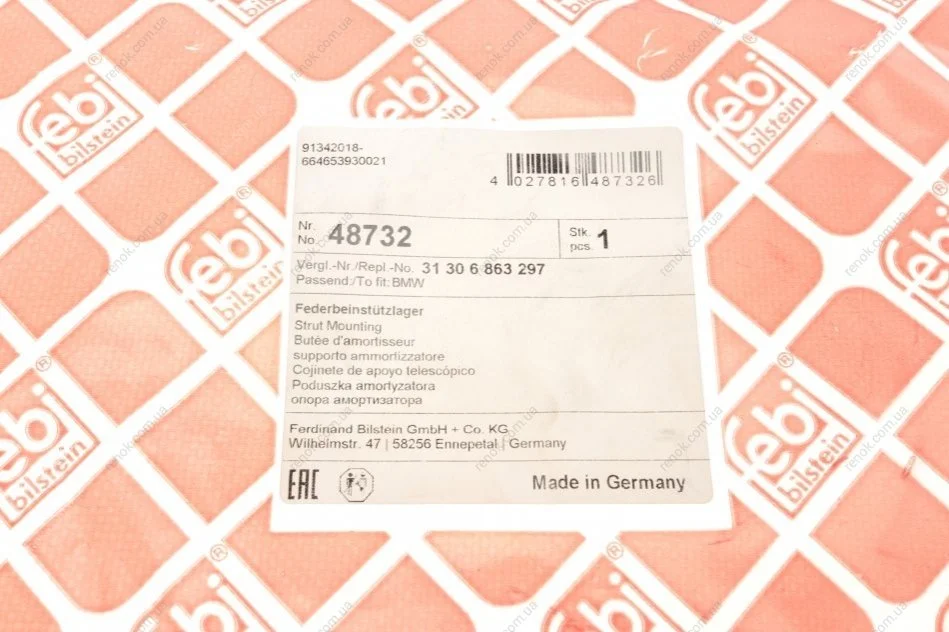 91342018-
664653930021
4 027816 487326
Nr.
No. 48732
Stk.
pcs. 1
Vergl.-Nr./Repl.-No. 31 30 6 863 297
Passend:/To fit: BMW
Federbeinstützlager
Strut Mounting
Butée d'amortisseur
supporto ammortizzatore
Cojinete de apoyo telescópico
Poduszka amortyzatora
опора амортизатора
Ferdinand Bilstein GmbH + Co. KG
Wilhelmstr. 47 | 58256 Ennepetal | Germany
EAC
Made in Germany
febi
bilstein
®
renok.com.ua